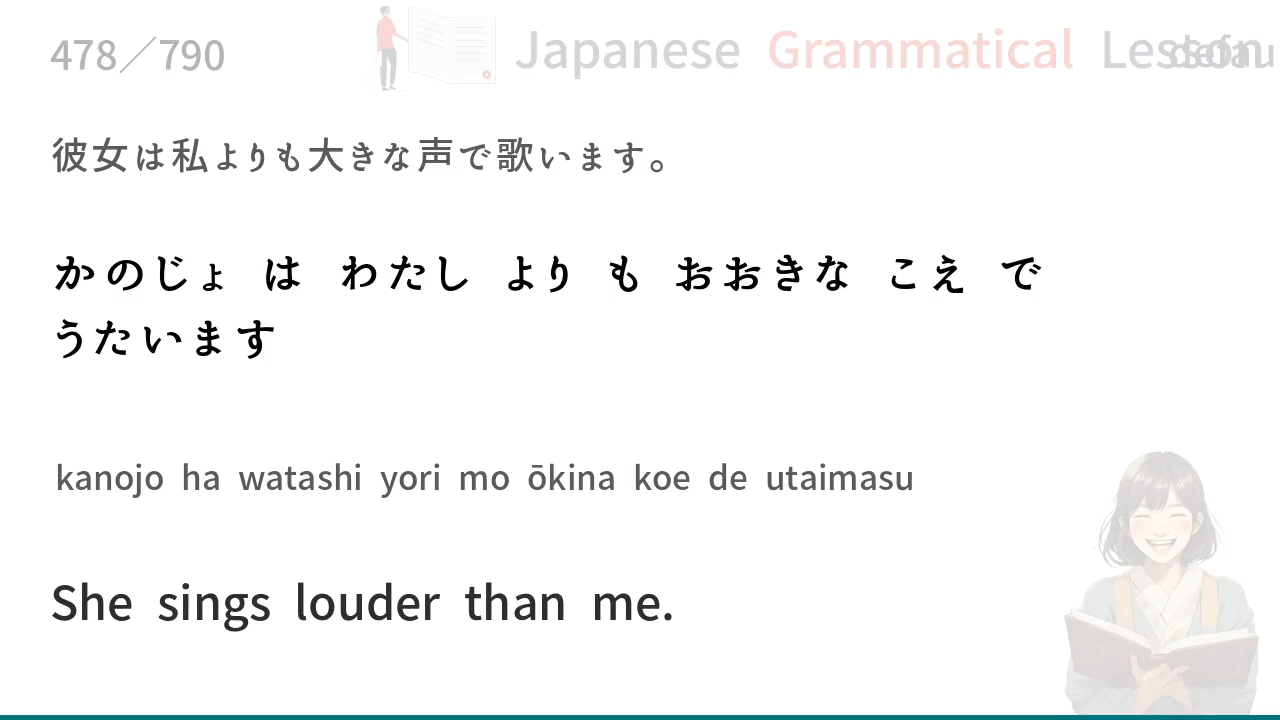 478／790
Japanese Grammatical Lesson
彼女は私よりも大きな声で歌います。
かのじょ は わたし より も おおきな こえ で
うたいます
kanojo ha watashi yori mo ōkina koe de utaimasu
She sings louder than me.